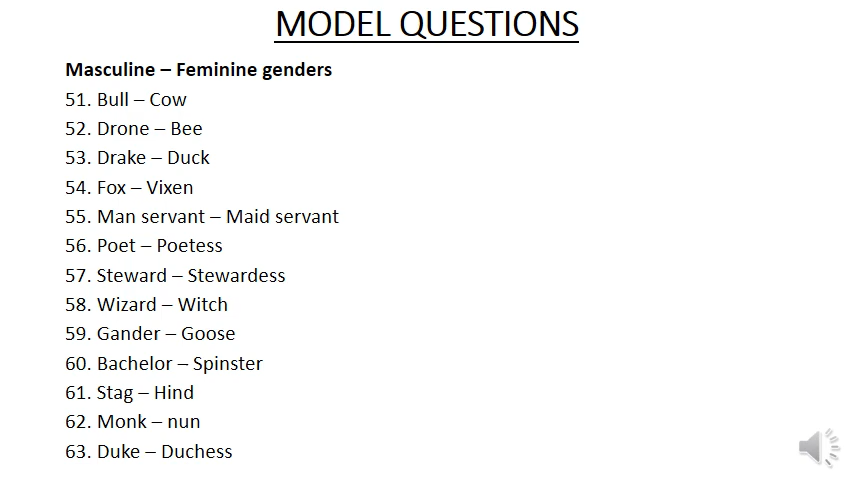 MODEL QUESTIONS
Masculine – Feminine genders
51. Bull – Cow
52. Drone – Bee
53. Drake – Duck
54. Fox – Vixen
55. Man servant – Maid servant
56. Poet – Poetess
57. Steward – Stewardess
58. Wizard – Witch
59. Gander – Goose
60. Bachelor – Spinster
61. Stag – Hind
62. Monk – nun
63. Duke – Duchess